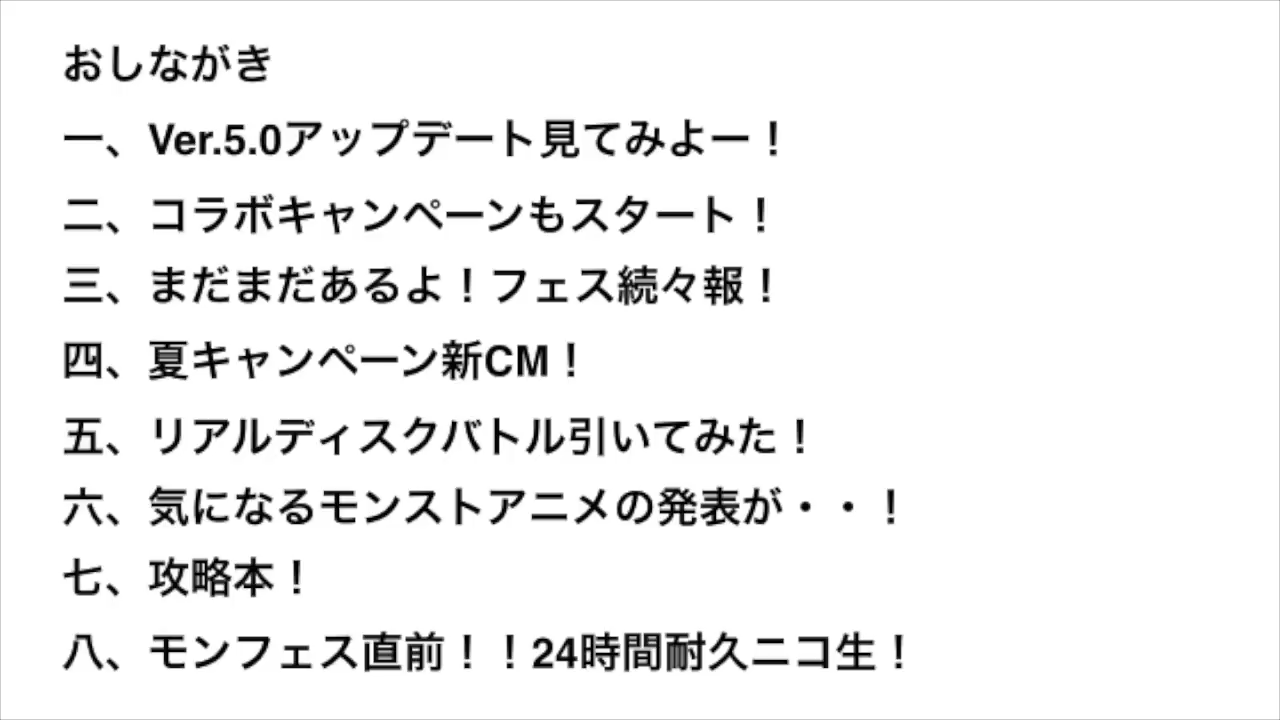 おしながき
一、Ver.5.0アップデート見てみよー！
二、コラボキャンペーンもスタート！
三、まだまだあるよ！フェス続々報！
四、夏キャンペーン新CM！
五、リアルディスクバトル引いてみた！
六、気になるモンストアニメの発表が・・！
七、攻略本！
八、モンフェス直前！！24時間耐久ニコ生！